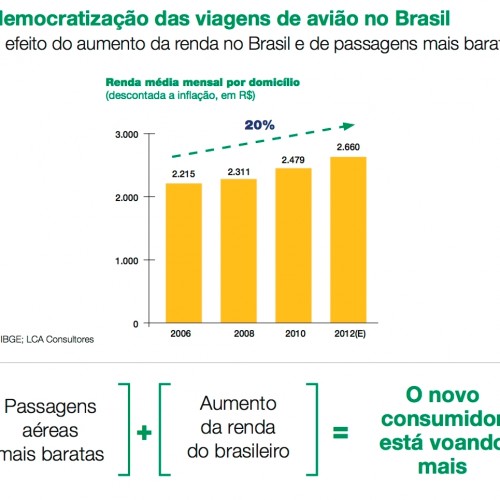 democratização das viagens de avião no Brasil
efeito do aumento da renda no Brasil e de passagens mais baratas
Renda média mensal por domicílio
(descontada a inflação, em R$)
20%
3.000
2.000
1.000
0
2.215
2.311
2.479
2.660
2006
2008
2010
2012(E)
IBGE; LCA Consultores
Passagens
aéreas
mais baratas
+
Aumento
da renda
do brasileiro
=
O novo
consumidor
está voando
mais